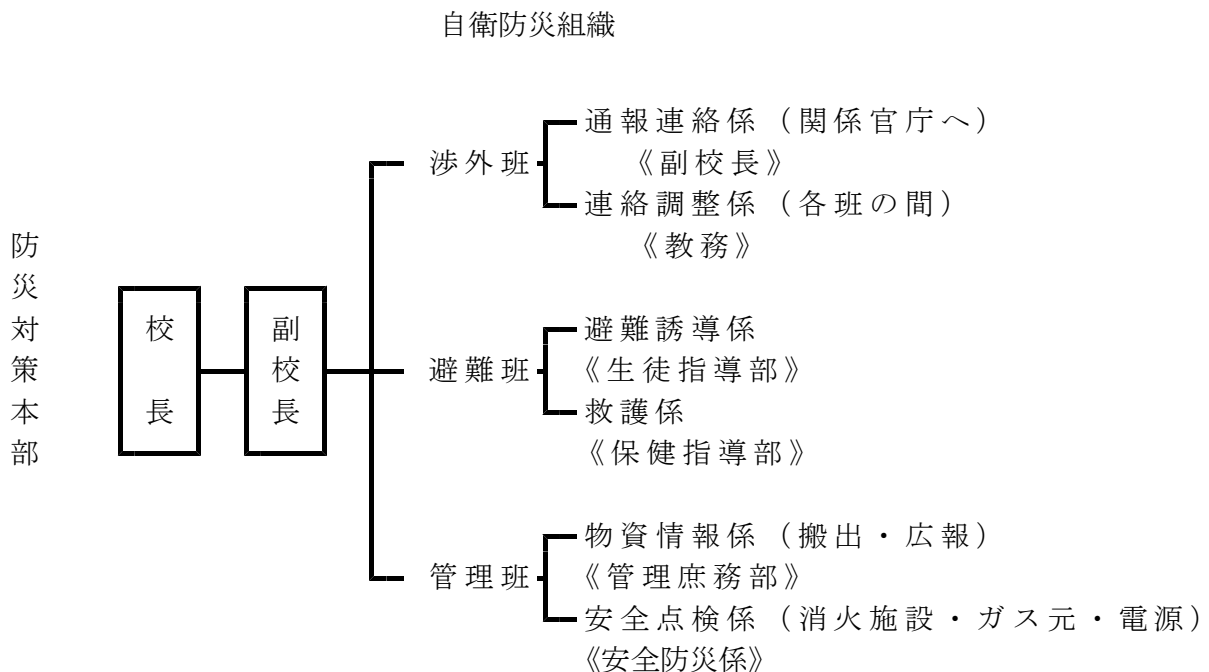 自衛防災組織
防災対策本部
校長
副校長
渉外班
通報連絡係（関係官庁へ）
《副校長》
連絡調整係（各班の間）
《教務》
避難班
避難誘導係
《生徒指導部》
救護係
《保健指導部》
管理班
物資情報係（搬出・広報）
《管理庶務部》
安全点検係（消火施設・ガス元・電源）
《安全防災係》